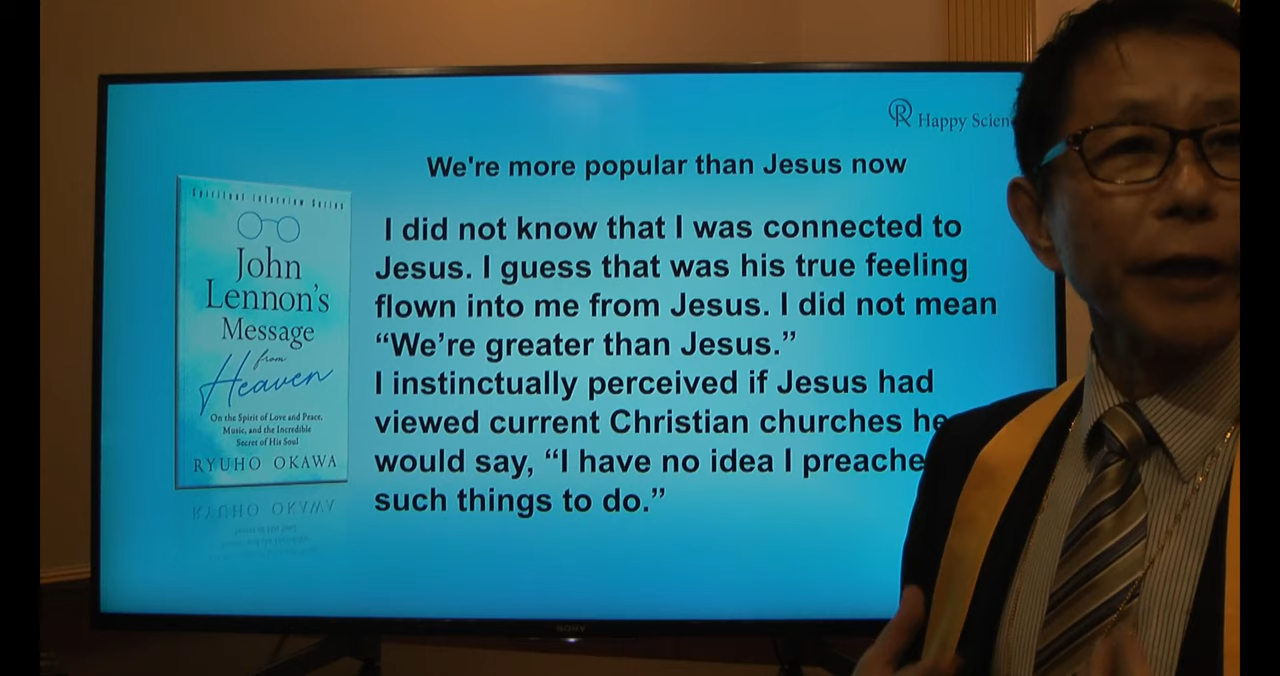 Happy Scien
We're more popular than Jesus now
Spiritual Interview Series
John
Lennon's
Message
from
Heaven
On the Spirit of Love and Peace,
Music, and the Incredible
Secret of His Soul
RYUHO OKAWA
I did not know that I was connected to
Jesus. I guess that was his true feeling
flown into me from Jesus. I did not mean
“We’re greater than Jesus.”
I instinctually perceived if Jesus had
viewed current Christian churches he
would say, “I have no idea I preache
such things to do.”
SONY